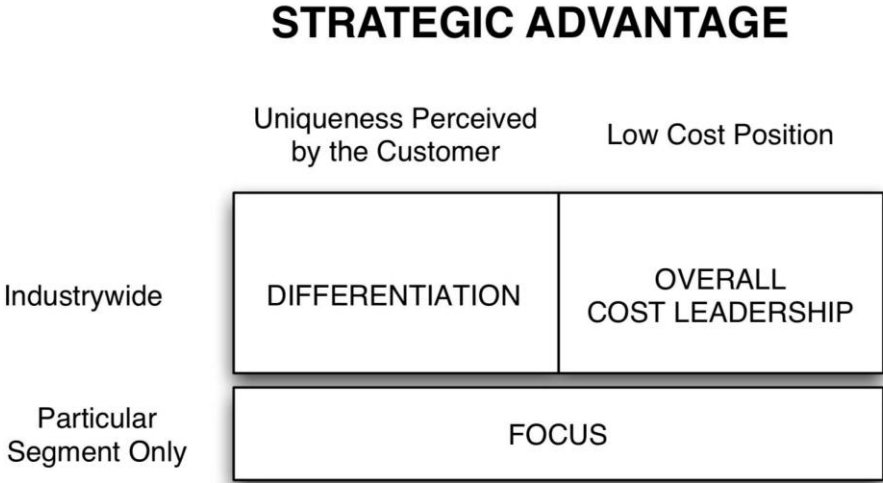 STRATEGIC ADVANTAGE
Uniqueness Perceived
by the Customer
Low Cost Position
Industrywide
DIFFERENTIATION
OVERALL
COST LEADERSHIP
Particular
Segment Only
FOCUS